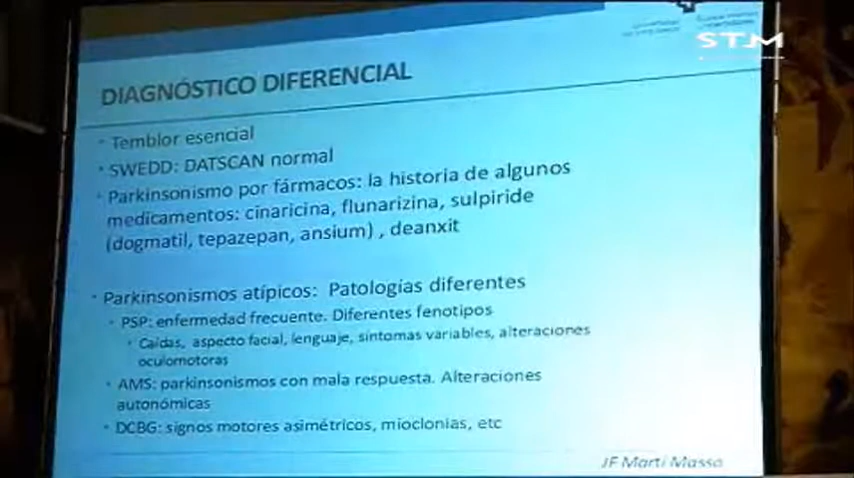 STM
DIAGNÓSTICO DIFERENCIAL
Temblor esencial
SWEDD: DATSCAN normal
Parkinsonismo por fármacos: la historia de algunos
medicamentos: cinaricina, flunarizina, sulpiride
(dogmatil, tepazepan, ansium) , deanxit
Parkinsonismos atípicos: Patologías diferentes
PSP: enfermedad frecuente. Diferentes fenotipos
Caídas, aspecto facial, lenguaje, síntomas variables, alteraciones
oculomotoras
AMS: parkinsonismos con mala respuesta. Alteraciones
autonómicas
DCBG: signos motores asimétricos, mioclonias, etc
JF Martí Massa